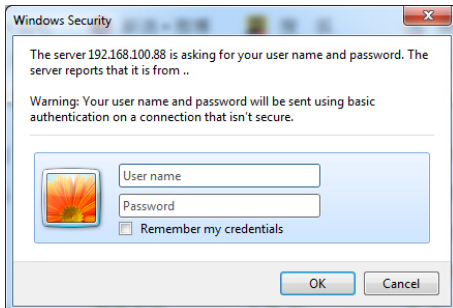 Windows Security
The server 192.168.100.88 is asking for your user name and password. The
server reports that it is from ..
Warning: Your user name and password will be sent using basic
authentication on a connection that isn't secure.
User name
Password
Remember my credentials
OK
Cancel